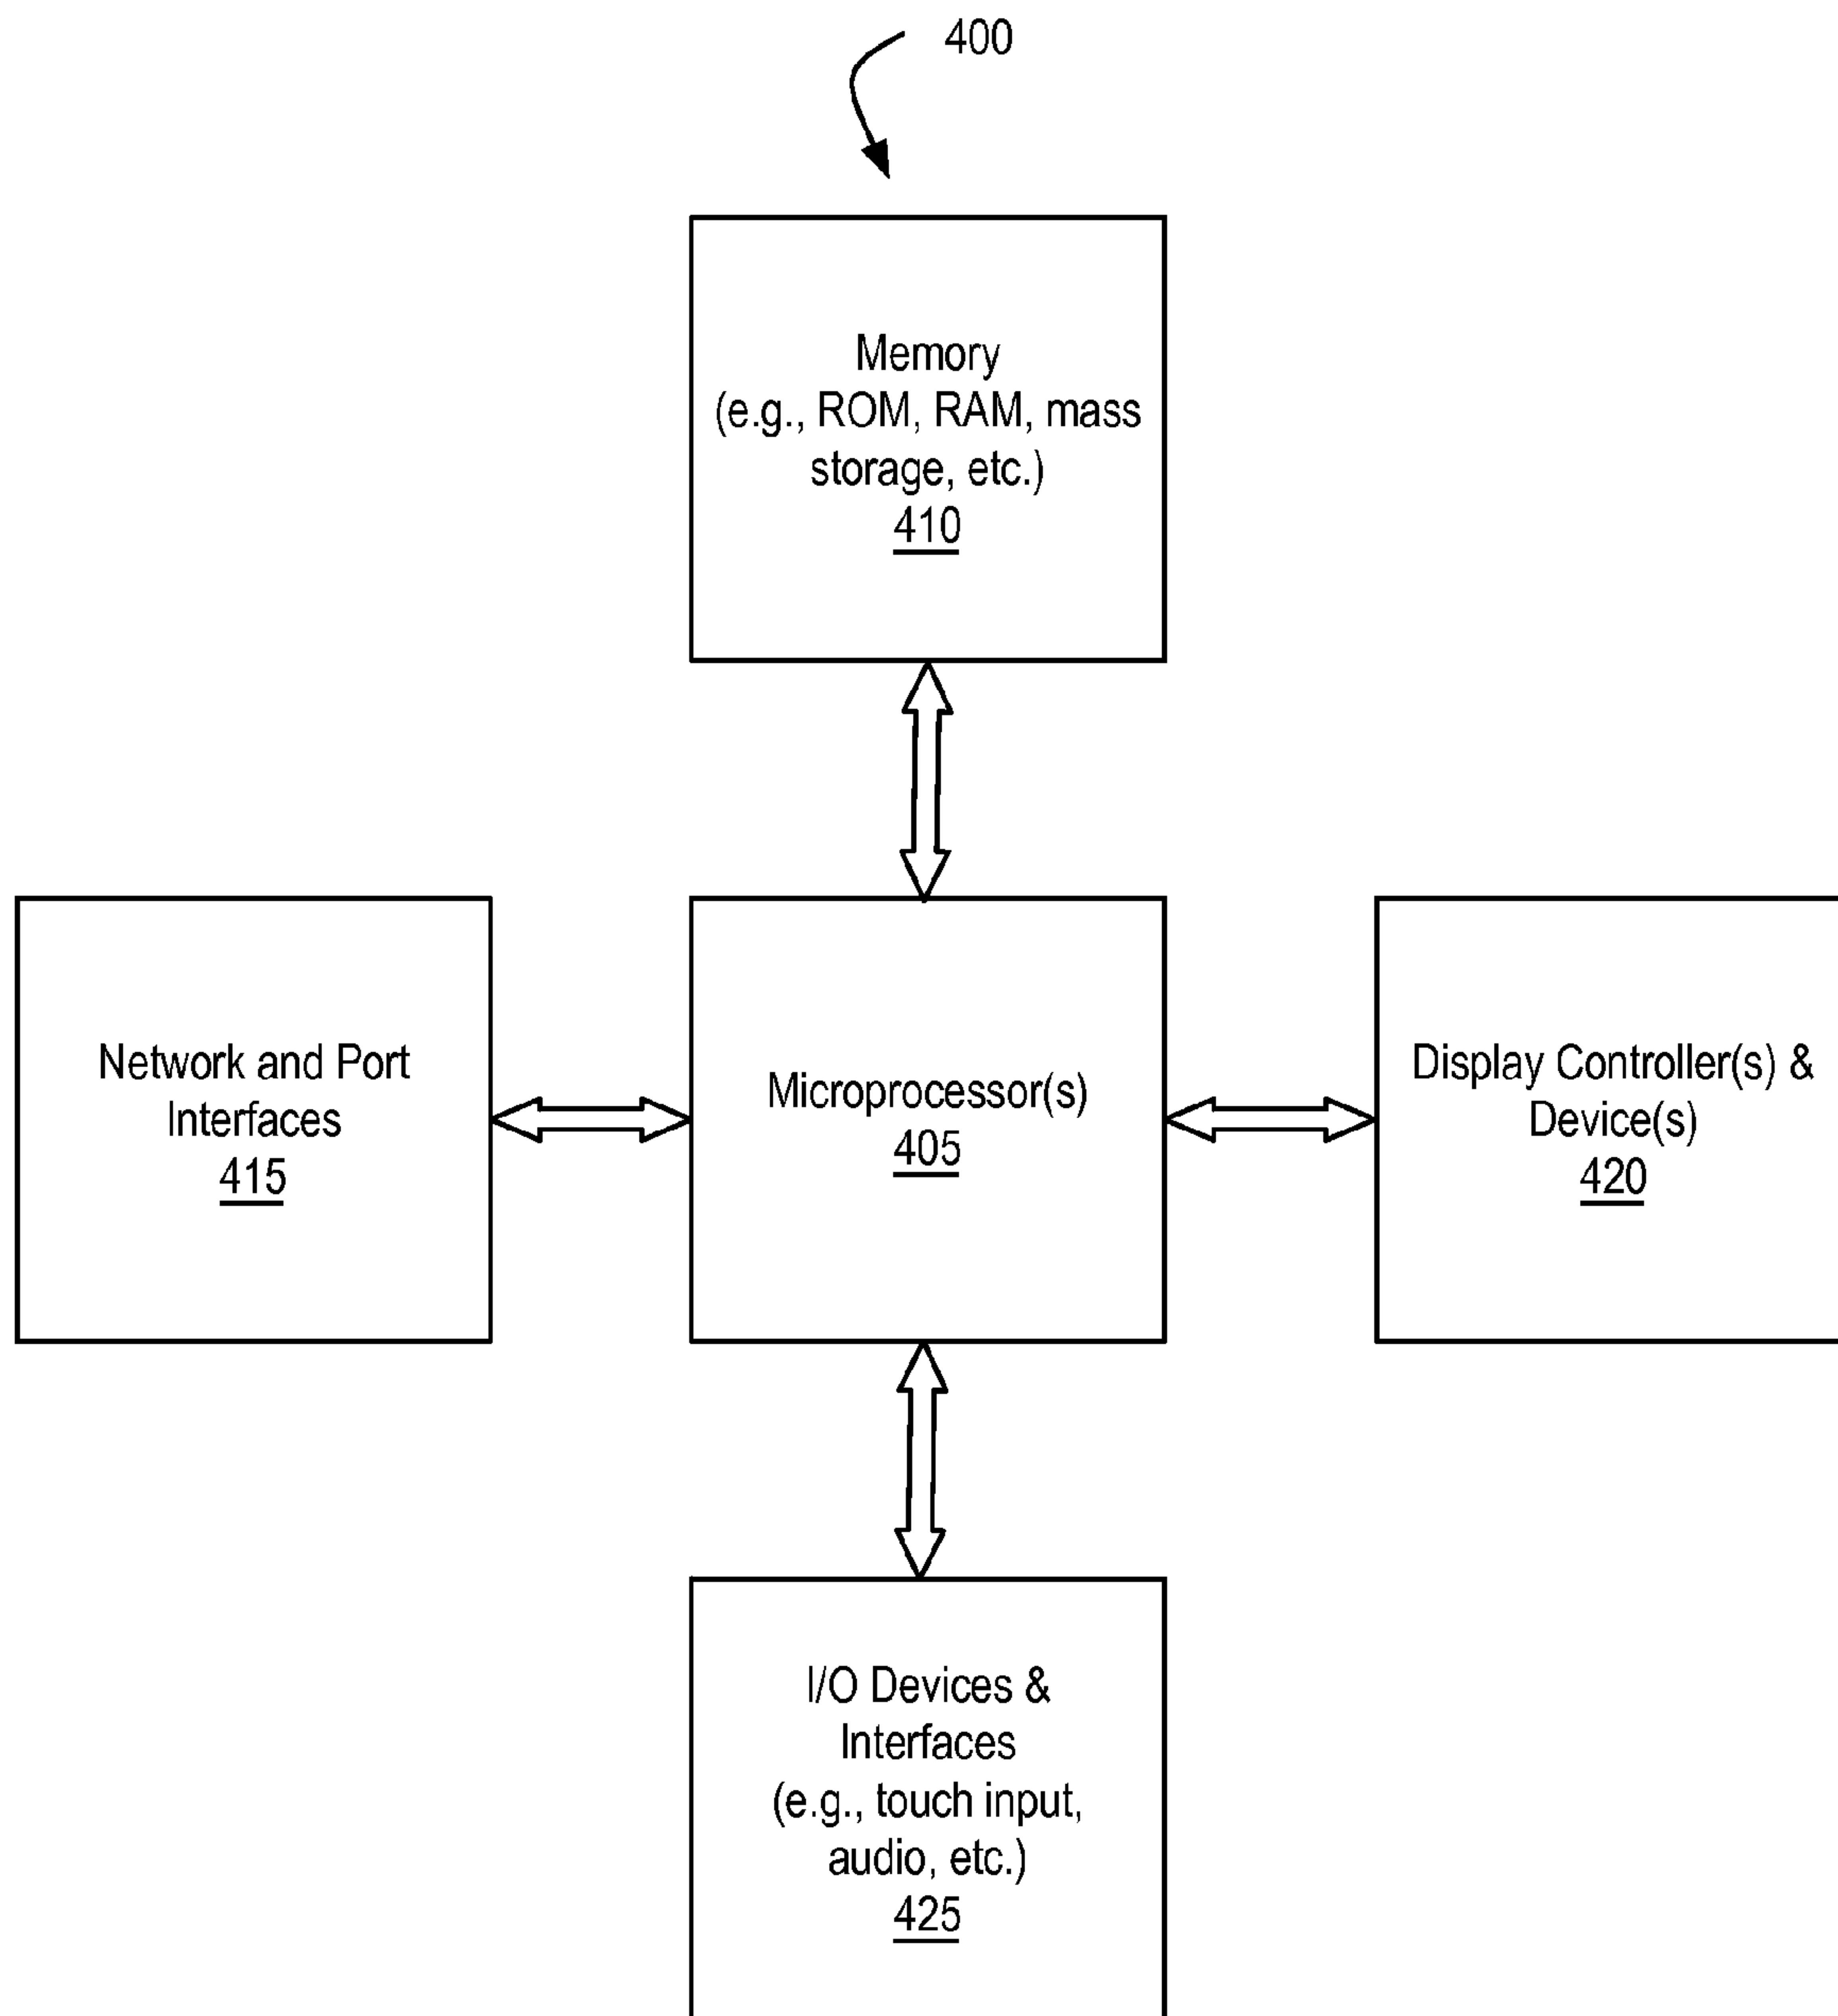 400
Memory
(e.g., ROM, RAM, mass
storage, etc.)
410
Network and Port
Interfaces
415
Microprocessor(s)
405
Display Controller(s) &
Device(s)
420
I/O Devices &
Interfaces
(e.g., touch input,
audio, etc.)
425